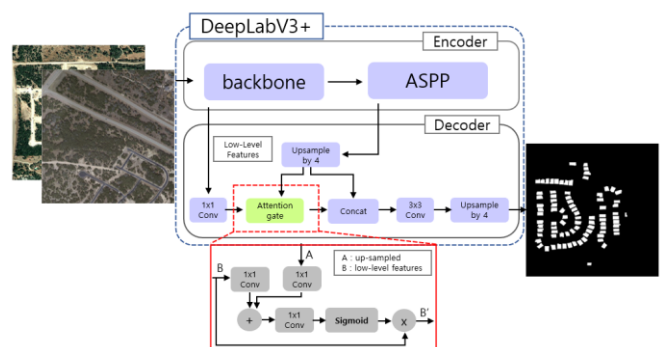 DeepLabV3+
Encoder
backbone
ASPP
Decoder
Low-Level
Features
Upsample
by 4
1x1
Conv
Attention
gate
Concat
3x3
Conv
Upsample
by 4
A
A : up-sampled
B : low-level features
B
1x1
Conv
1x1
Conv
+
1x1
Conv
Sigmoid
x
B'